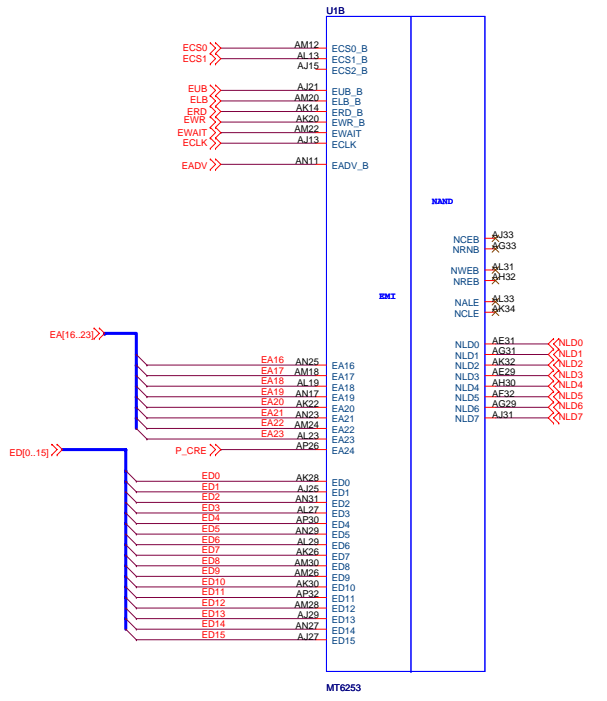 U1B
ECS0 AM12 ECS0_B
ECS1 AL13 ECS1_B
AJ15 ECS2_B
EUB AJ21 EUB_B
ELB AM20 ELB_B
ERD AK14 ERD_B
EWR AK20 EWR_B
EWAIT AM22 EWAIT
ECLK AJ13 ECLK
EADV AN11 EADV_B
NAND
NCEB AJ33
NRNB AG33
NWEB AL31
NREB AH32
EMI
NALE AL33
NCLE AK34
EA[16..23]
NLD0 AE31 NLD0
NLD1 AG31 NLD1
NLD2 AK32 NLD2
NLD3 AE29 NLD3
NLD4 AH30 NLD4
NLD5 AF32 NLD5
NLD6 AG29 NLD6
NLD7 AJ31 NLD7
EA16 AN25 EA16
EA17 AM18 EA17
EA18 AL19 EA18
EA19 AN17 EA19
EA20 AK22 EA20
EA21 AN23 EA21
EA22 AM24 EA22
EA23 AL23 EA23
P_CRE AP26 EA24
ED[0..15]
ED0 AK28 ED0
ED1 AJ25 ED1
ED2 AN31 ED2
ED3 AL27 ED3
ED4 AP30 ED4
ED5 AN29 ED5
ED6 AL29 ED6
ED7 AK26 ED7
ED8 AM30 ED8
ED9 AM26 ED9
ED10 AK30 ED10
ED11 AP32 ED11
ED12 AM28 ED12
ED13 AJ29 ED13
ED14 AN27 ED14
ED15 AJ27 ED15
MT6253